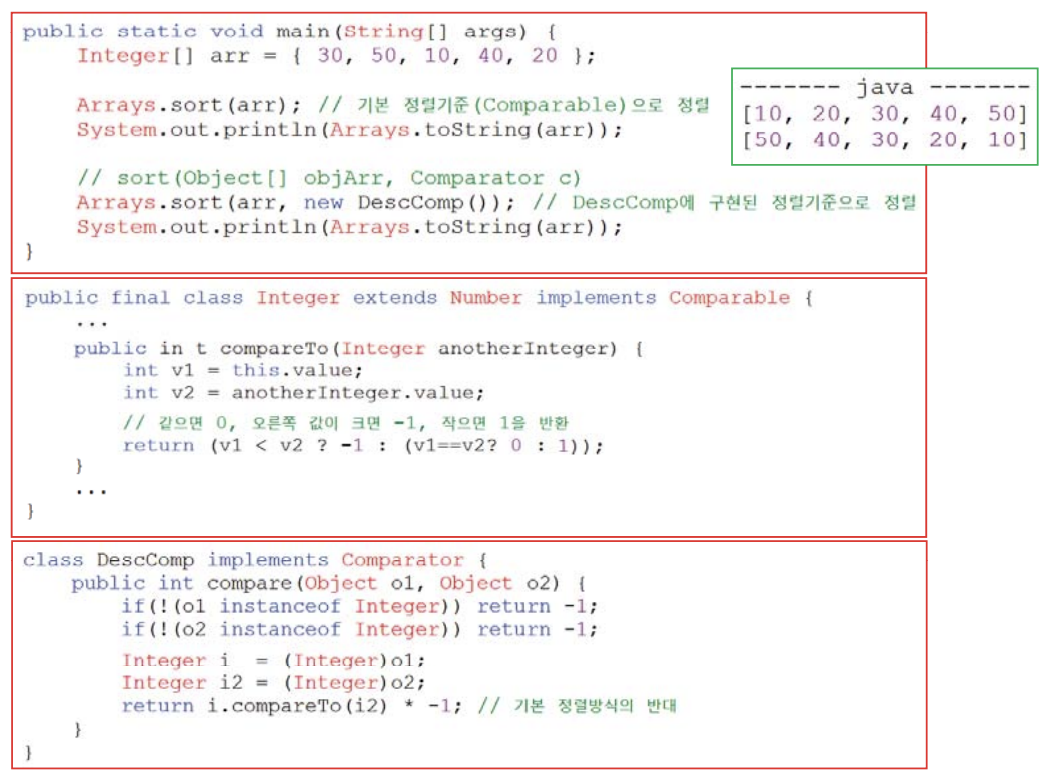 public static void main(String[] args) {
    Integer[] arr = { 30, 50, 10, 40, 20 };
    Arrays.sort(arr); // 기본 정렬기준(Comparable)으로 정렬
    System.out.println(Arrays.toString(arr));
    // sort(Object[] objArr, Comparator c)
    Arrays.sort(arr, new DescComp()); // DescComp에 구현된 정렬기준으로 정렬
    System.out.println(Arrays.toString(arr));
}
------- java -------
[10, 20, 30, 40, 50]
[50, 40, 30, 20, 10]
public final class Integer extends Number implements Comparable {
    ...
    public in t compareTo(Integer anotherInteger) {
        int v1 = this.value;
        int v2 = anotherInteger.value;
        // 같으면 0, 오른쪽 값이 크면 -1, 작으면 1을 반환
        return (v1 < v2 ? -1 : (v1==v2? 0 : 1));
    }
    ...
}
class DescComp implements Comparator {
    public int compare(Object o1, Object o2) {
        if(!(o1 instanceof Integer)) return -1;
        if(!(o2 instanceof Integer)) return -1;
        Integer i  = (Integer)o1;
        Integer i2 = (Integer)o2;
        return i.compareTo(i2) * -1; // 기본 정렬방식의 반대
    }
}